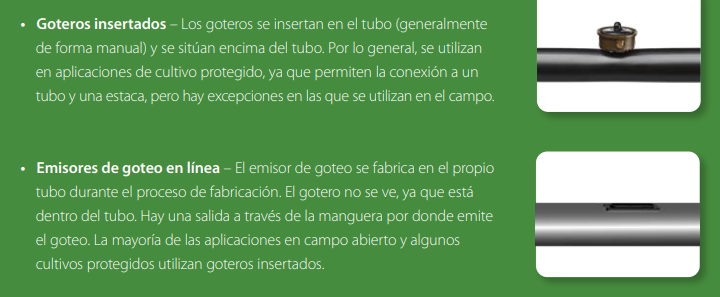 • Goteros insertados – Los goteros se insertan en el tubo (generalmente
de forma manual) y se sitúan encima del tubo. Por lo general, se utilizan
en aplicaciones de cultivo protegido, ya que permiten la conexión a un
tubo y una estaca, pero hay excepciones en las que se utilizan en el campo.
• Emisores de goteo en línea – El emisor de goteo se fabrica en el propio
tubo durante el proceso de fabricación. El gotero no se ve, ya que está
dentro del tubo. Hay una salida a través de la manguera por donde emite
el goteo. La mayoría de las aplicaciones en campo abierto y algunos
cultivos protegidos utilizan goteros insertados.